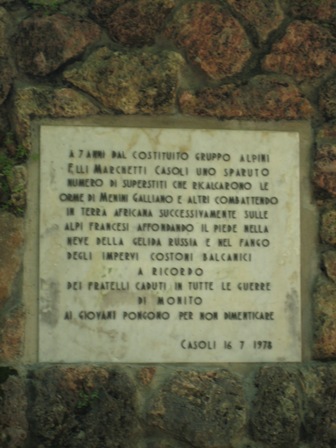 A 7 ANNI DAL COSTITUITO GRUPPO ALPINI
F.LLI MARCHETTI CASOLI UNO SPARUTO
NUMERO DI SUPERSTITI CHE RICALCARONO LE
ORME DI MENINI GALLIANO E ALTRI COMBATTENDO
IN TERRA AFRICANA SUCCESSIVAMENTE SULLE
ALPI FRANCESI AFFONDANDO IL PIEDE NELLA
NEVE DELLA GELIDA RUSSIA E NEL FANGO
DEGLI IMPERVI COSTONI BALCANICI
A RICORDO
DEI FRATELLI CADUTI IN TUTTE LE GUERRE
DI MONITO
AI GIOVANI PONGONO PER NON DIMENTICARE
CASOLI 16 7 1978